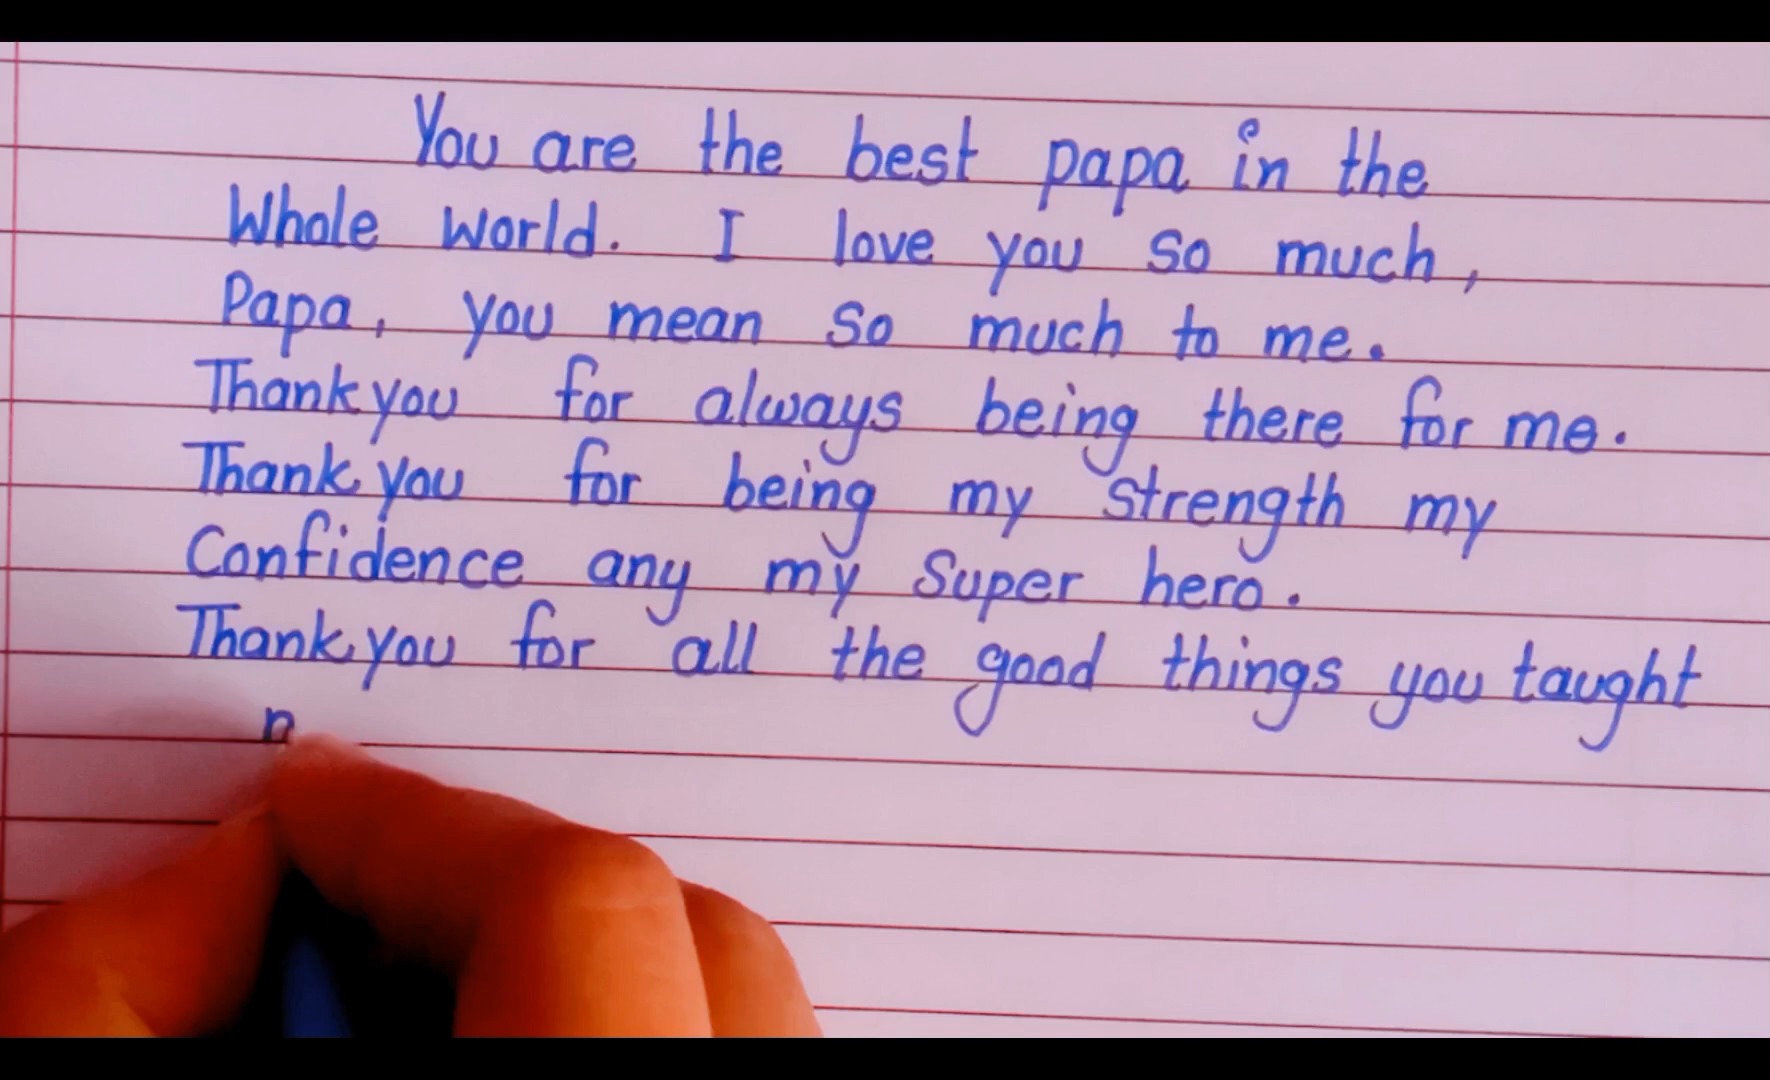 You are the best papa in the
Whole world. I love you so much,
Papa, you mean so much to me.
Thank you for always being there for me.
Thank you for being my strength my
Confidence any my Super hero.
Thank you for all the good things you taught